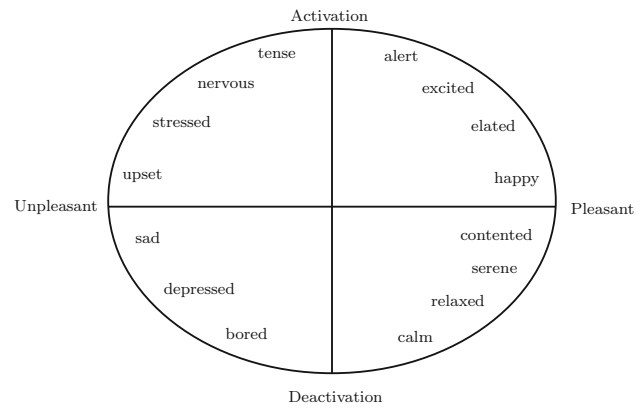 Activation
tense
alert
nervous
excited
stressed
elated
upset
happy
Unpleasant
Pleasant
sad
contented
serene
depressed
relaxed
bored
calm
Deactivation